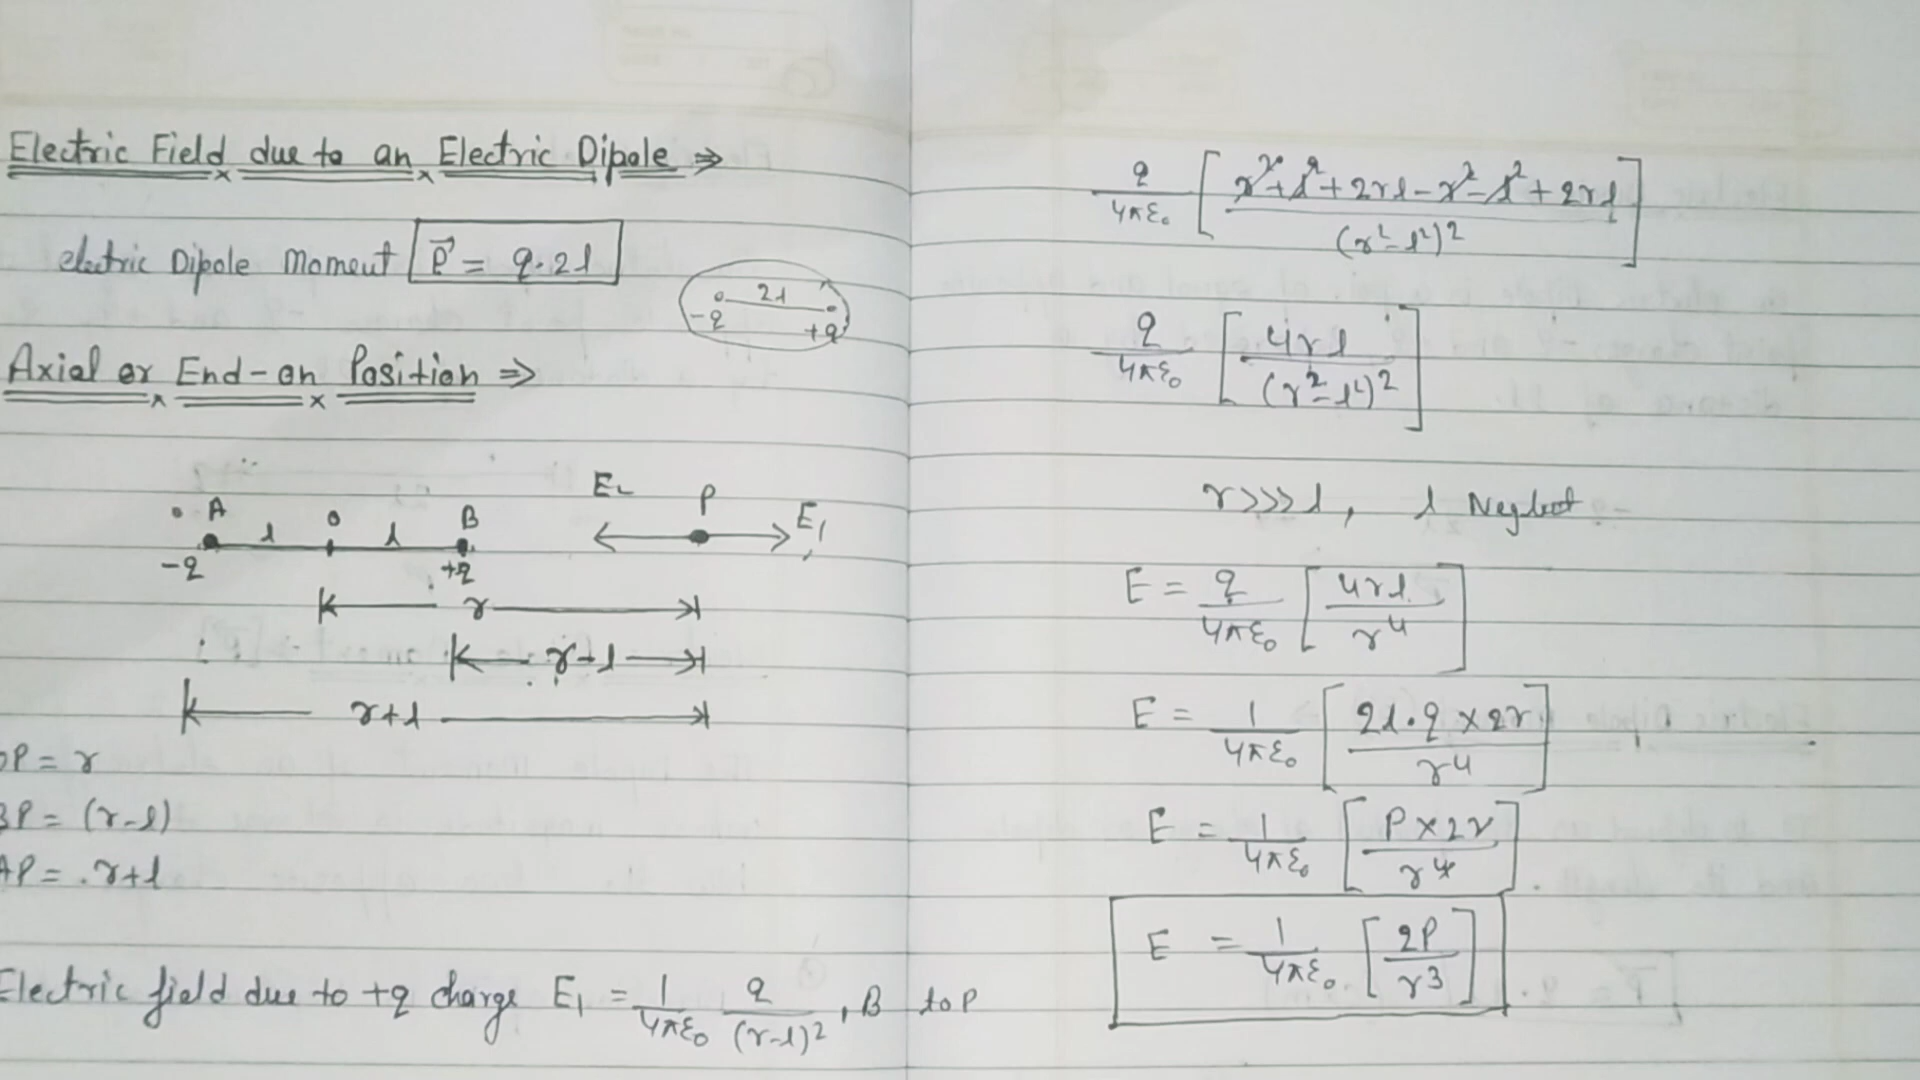 Electric Field due to an Electric Dipole ⇒
electric Dipole Moment P⃗ = q.2l
2l
-q +q
Axial or End-on Position ⇒
A l O l B E₂ P E₁
-q +q
r
r-l
r+l
OP = r
BP = (r-l)
AP = r+l
Electric field due to +q charge E₁ = 1/4πε₀ q/(r-l)², B to P
q/4πε₀ [r²+l²+2rl-r²-l²+2rl/(r²-l²)²]
q/4πε₀ [4rl/(r²-l²)²]
r>>>l, l Neglect
E = q/4πε₀ [4rl/r⁴]
E = 1/4πε₀ [2l.q×2r/r⁴]
E = 1/4πε₀ [P×2r/r⁴]
E = 1/4πε₀ [2P/r³]